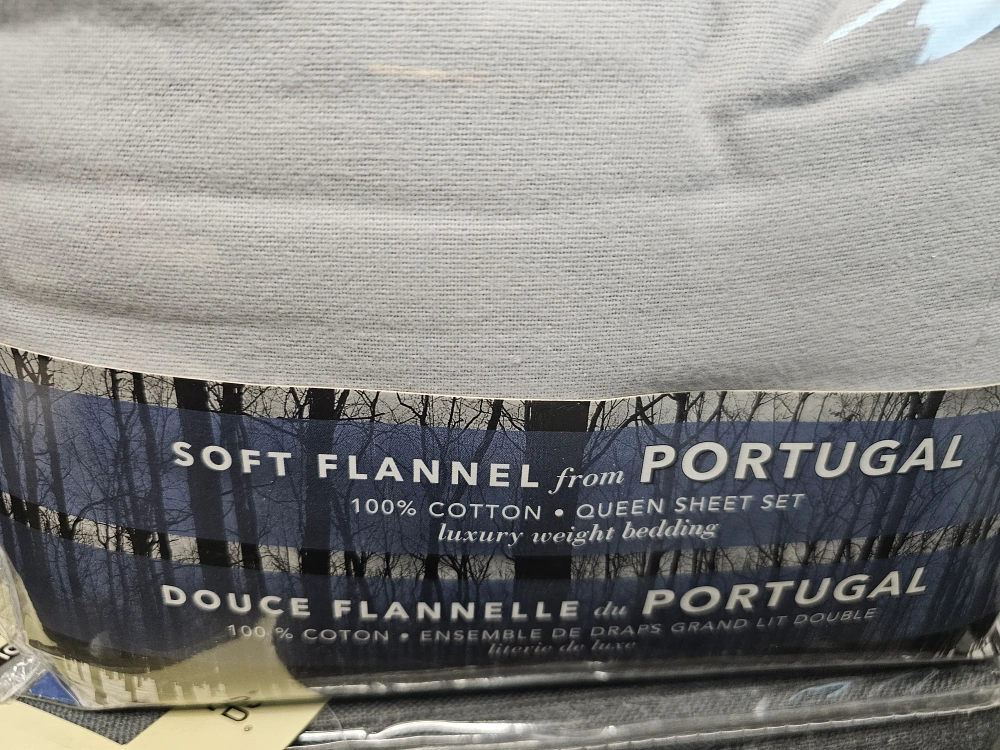 SOFT FLANNEL from PORTUGAL
100% COTTON • QUEEN SHEET SET
luxury weight bedding
DOUCE FLANNELLE du PORTUGAL
100 % COTON • ENSEMBLE DE DRAPS GRAND LIT DOUBLE
literie de luxe